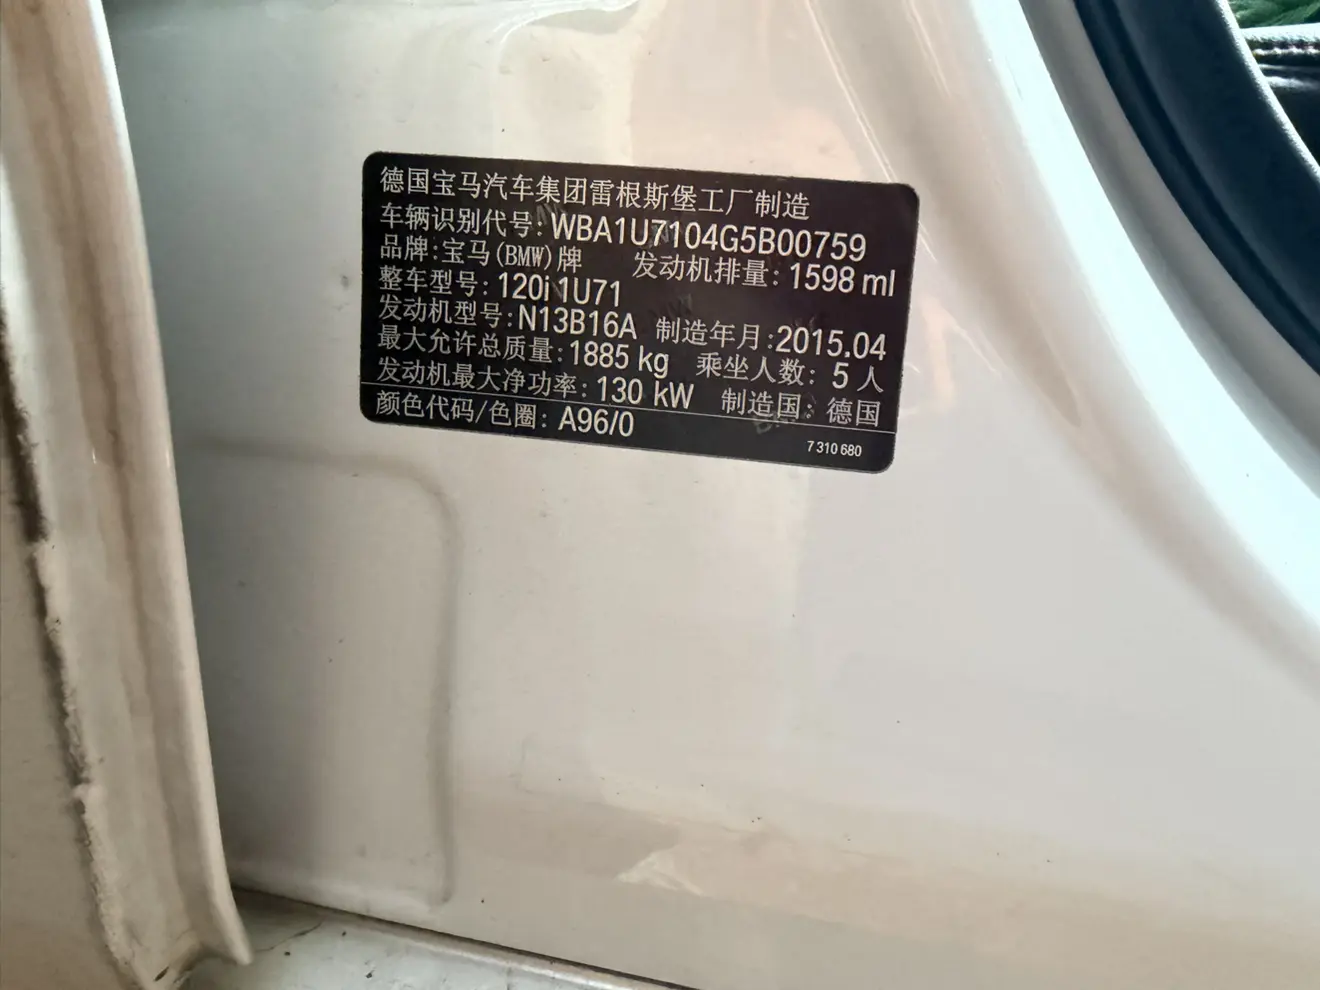 德国宝马汽车集团雷根斯堡工厂制造
车辆识别代号: WBA1U7104G5B00759
品牌:宝马(BMW)牌 发动机排量: 1598 ml
整车型号: 120i 1U71
发动机型号: N13B16A 制造年月:2015.04
最大允许总质量: 1885 kg 乘坐人数: 5 人
发动机最大净功率: 130 kW 制造国: 德国
颜色代码/色圈: A96/0
7 310 680